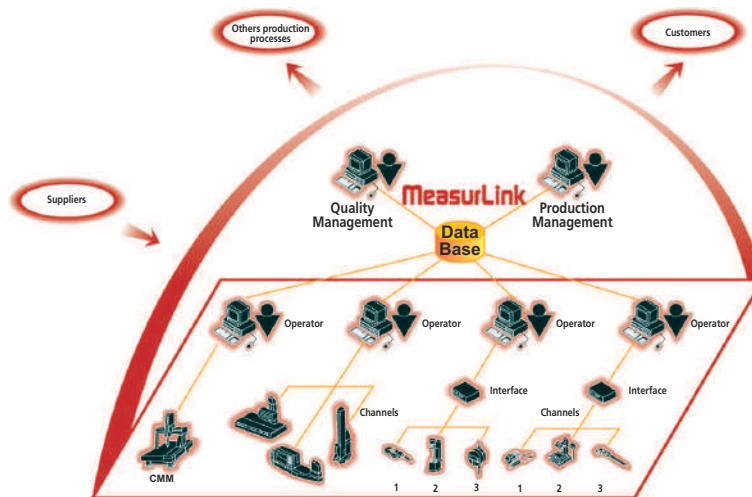 Others production
processes
Customers
Suppliers
MeasurLink
Quality
Management
Production
Management
Data
Base
Operator
Operator
Operator
Operator
Interface
Interface
Channels
Channels
CMM
1
2
3
1
2
3